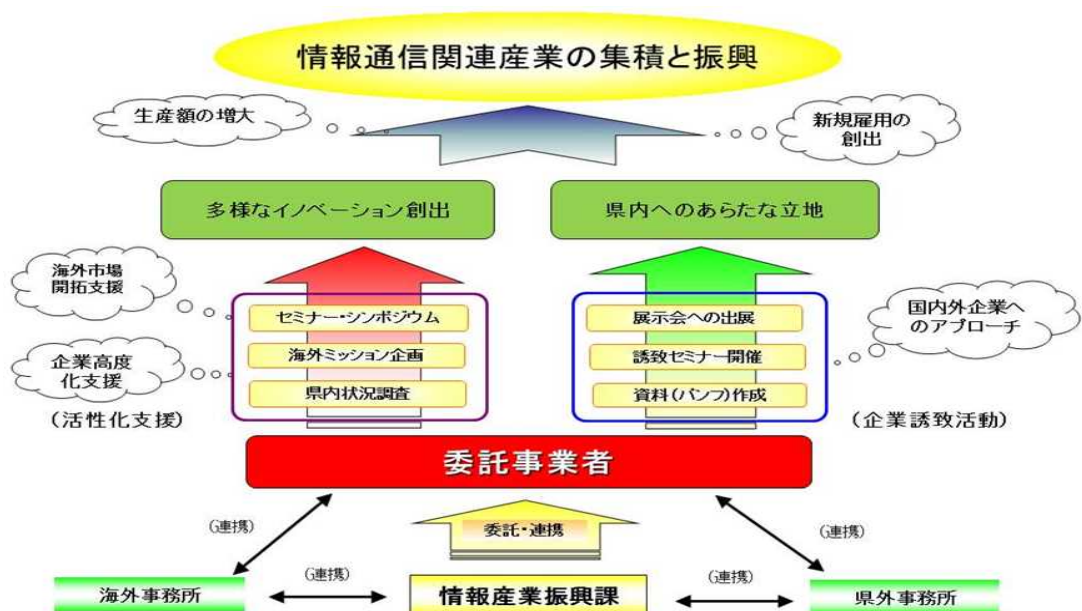 情報通信関連産業の集積と振興
生産額の増大
新規雇用の
創出
多様なイノベーション創出
県内へのあらたな立地
海外市場
開拓支援
企業高度
化支援
(活性化支援)
セミナー・シンポジウム
海外ミッション企画
県内状況調査
展示会への出展
誘致セミナー開催
資料(パンフ)作成
国内外企業へ
のアプローチ
(企業誘致活動)
委託事業者
(連携)
委託・連携
(連携)
海外事務所
(連携)
情報産業振興課
(連携)
県外事務所